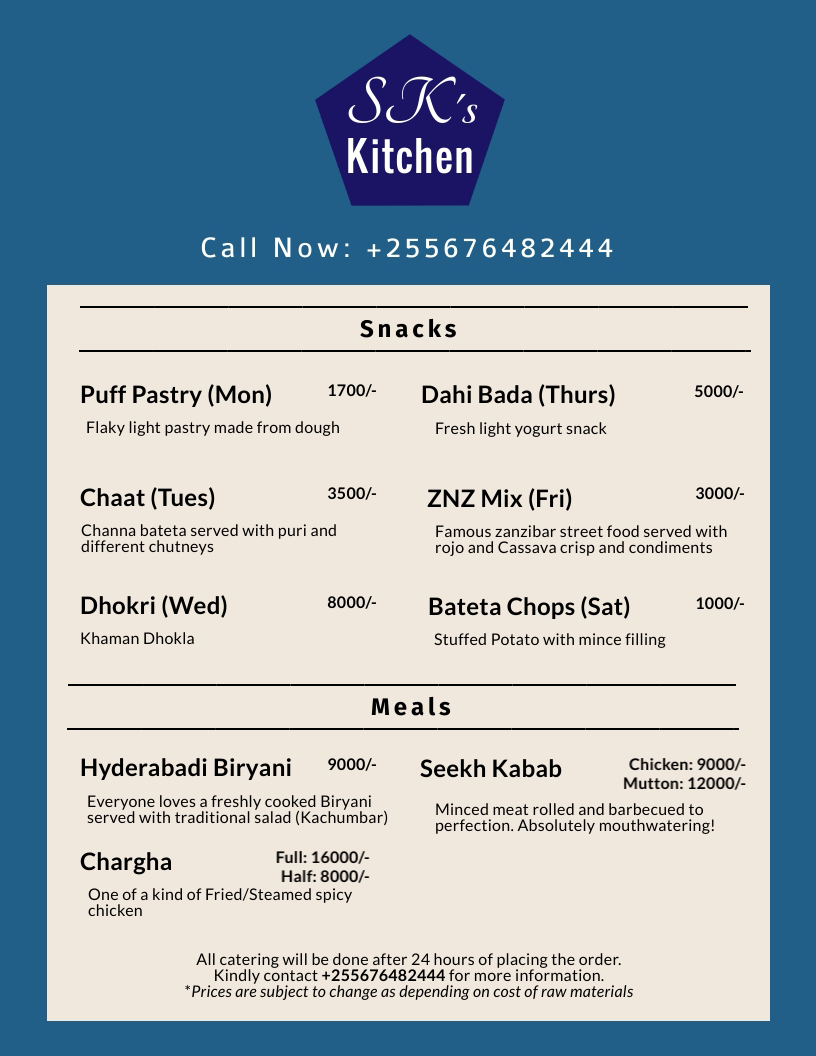 SK's
Kitchen
Call Now: +255676482444
Snacks
Puff Pastry (Mon) 1700/-
Flaky light pastry made from dough
Dahi Bada (Thurs) 5000/-
Fresh light yogurt snack
Chaat (Tues) 3500/-
Channa bateta served with puri and
different chutneys
ZNZ Mix (Fri) 3000/-
Famous zanzibar street food served with
rojo and Cassava crisp and condiments
Dhokri (Wed) 8000/-
Khaman Dhokla
Bateta Chops (Sat) 1000/-
Stuffed Potato with mince filling
Meals
Hyderabadi Biryani 9000/-
Everyone loves a freshly cooked Biryani
served with traditional salad (Kachumbar)
Seekh Kabab Chicken: 9000/-
Mutton: 12000/-
Minced meat rolled and barbecued to
perfection. Absolutely mouthwatering!
Chargha Full: 16000/-
Half: 8000/-
One of a kind of Fried/Steamed spicy
chicken
All catering will be done after 24 hours of placing the order.
Kindly contact +255676482444 for more information.
*Prices are subject to change as depending on cost of raw materials